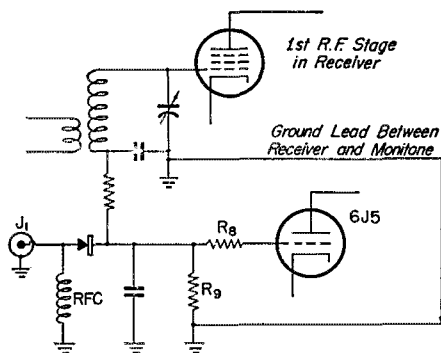 1st R.F. Stage
in Receiver
Ground Lead Between
Receiver and Monitone
6J5
J1
R8
RFC
R9